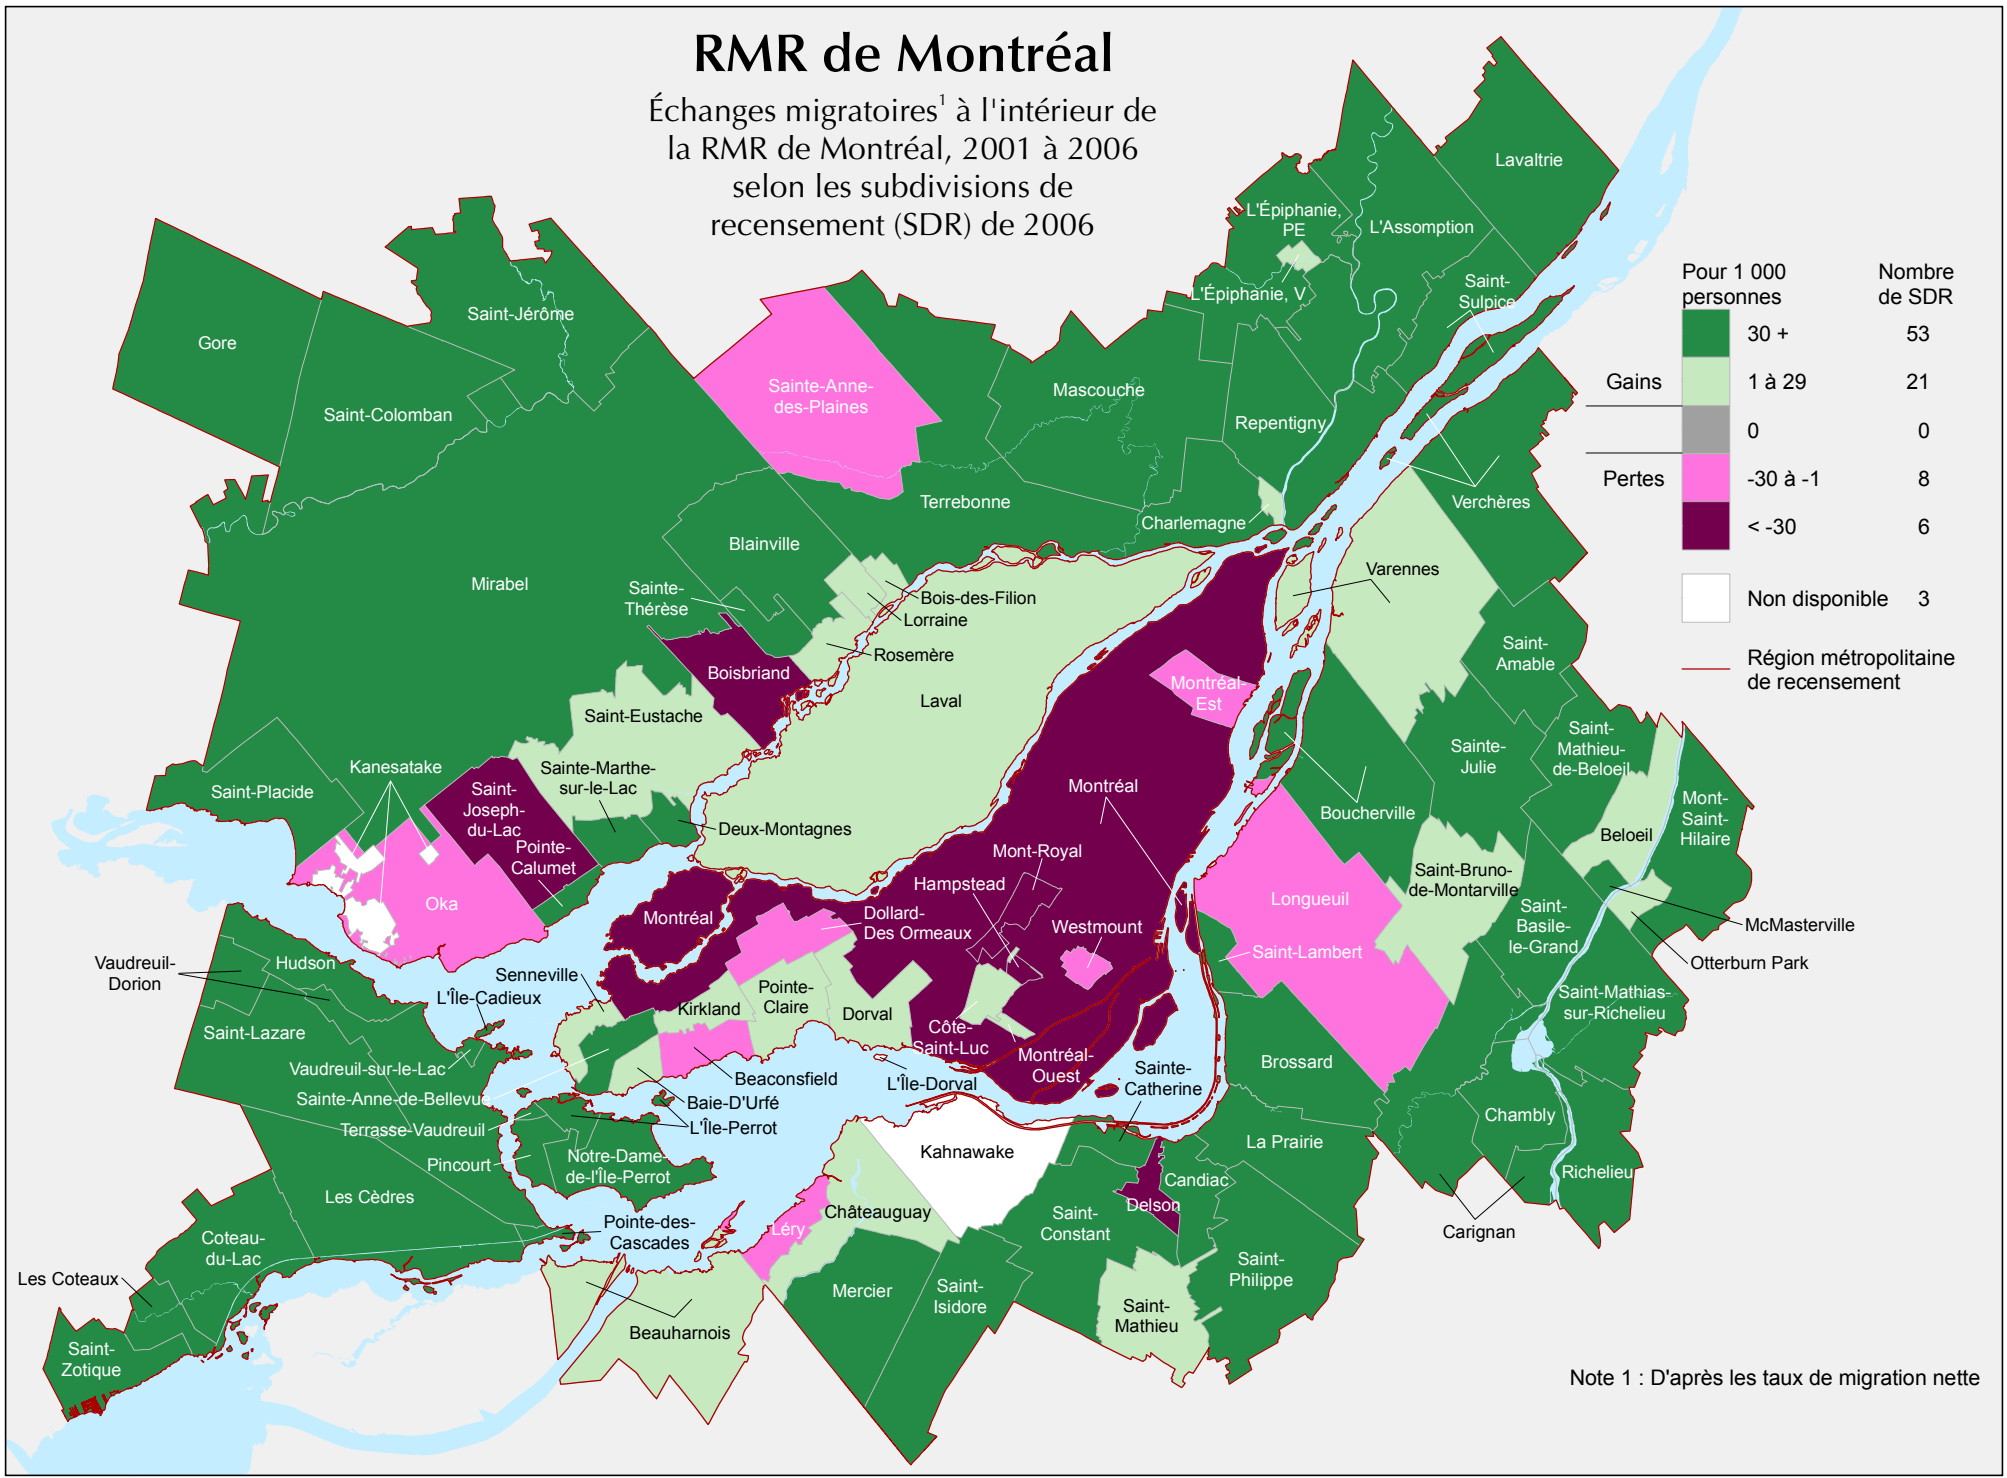 RMR de Montréal
Échanges migratoires1 à l'intérieur de
la RMR de Montréal, 2001 à 2006
selon les subdivisions de
recensement (SDR) de 2006
Pour 1 000
personnes
Nombre
de SDR
30 +
53
Gains
1 à 29
21
0
0
Pertes
-30 à -1
8
< -30
6
Non disponible
3
Région métropolitaine
de recensement
Lavaltrie
L'Épiphanie,
PE
L'Assomption
L'Épiphanie, V
Saint-
Sulpice
Saint-Jérôme
Gore
Saint-Colomban
Sainte-Anne-
des-Plaines
Mascouche
Repentigny
Terrebonne
Charlemagne
Verchères
Blainville
Mirabel
Sainte-
Thérèse
Bois-des-Filion
Lorraine
Rosemère
Varennes
Saint-
Amable
Boisbriand
Laval
Montréal-
Est
Saint-Eustache
Saint-
Mathieu-
de-Beloeil
Sainte-
Julie
Kanesatake
Saint-Placide
Saint-
Joseph-
du-Lac
Sainte-Marthe-
sur-le-Lac
Montréal
Boucherville
Mont-
Saint-
Hilaire
Deux-Montagnes
Beloeil
Pointe-
Calumet
Mont-Royal
Hampstead
Saint-Bruno-
de-Montarville
Longueuil
Oka
Montréal
Dollard-
Des Ormeaux
Westmount
Saint-
Basile-
le-Grand
McMasterville
Saint-Lambert
Otterburn Park
Vaudreuil-
Dorion
Hudson
Senneville
L'Île-Cadieux
Kirkland
Pointe-
Claire
Dorval
Saint-Mathias-
sur-Richelieu
Saint-Lazare
Côte-
Saint-Luc
Montréal-
Ouest
Brossard
Vaudreuil-sur-le-Lac
Beaconsfield
L'Île-Dorval
Sainte-
Catherine
Sainte-Anne-de-Bellevue
Baie-D'Urfé
L'Île-Perrot
Terrasse-Vaudreuil
Chambly
La Prairie
Kahnawake
Pincourt
Notre-Dame-
de-l'Île-Perrot
Candiac
Richelieu
Les Cèdres
Delson
Châteauguay
Léry
Saint-
Constant
Carignan
Pointe-des-
Cascades
Coteau-
du-Lac
Les Coteaux
Saint-
Philippe
Mercier
Saint-
Isidore
Saint-
Mathieu
Beauharnois
Saint-
Zotique
Note 1 : D'après les taux de migration nette